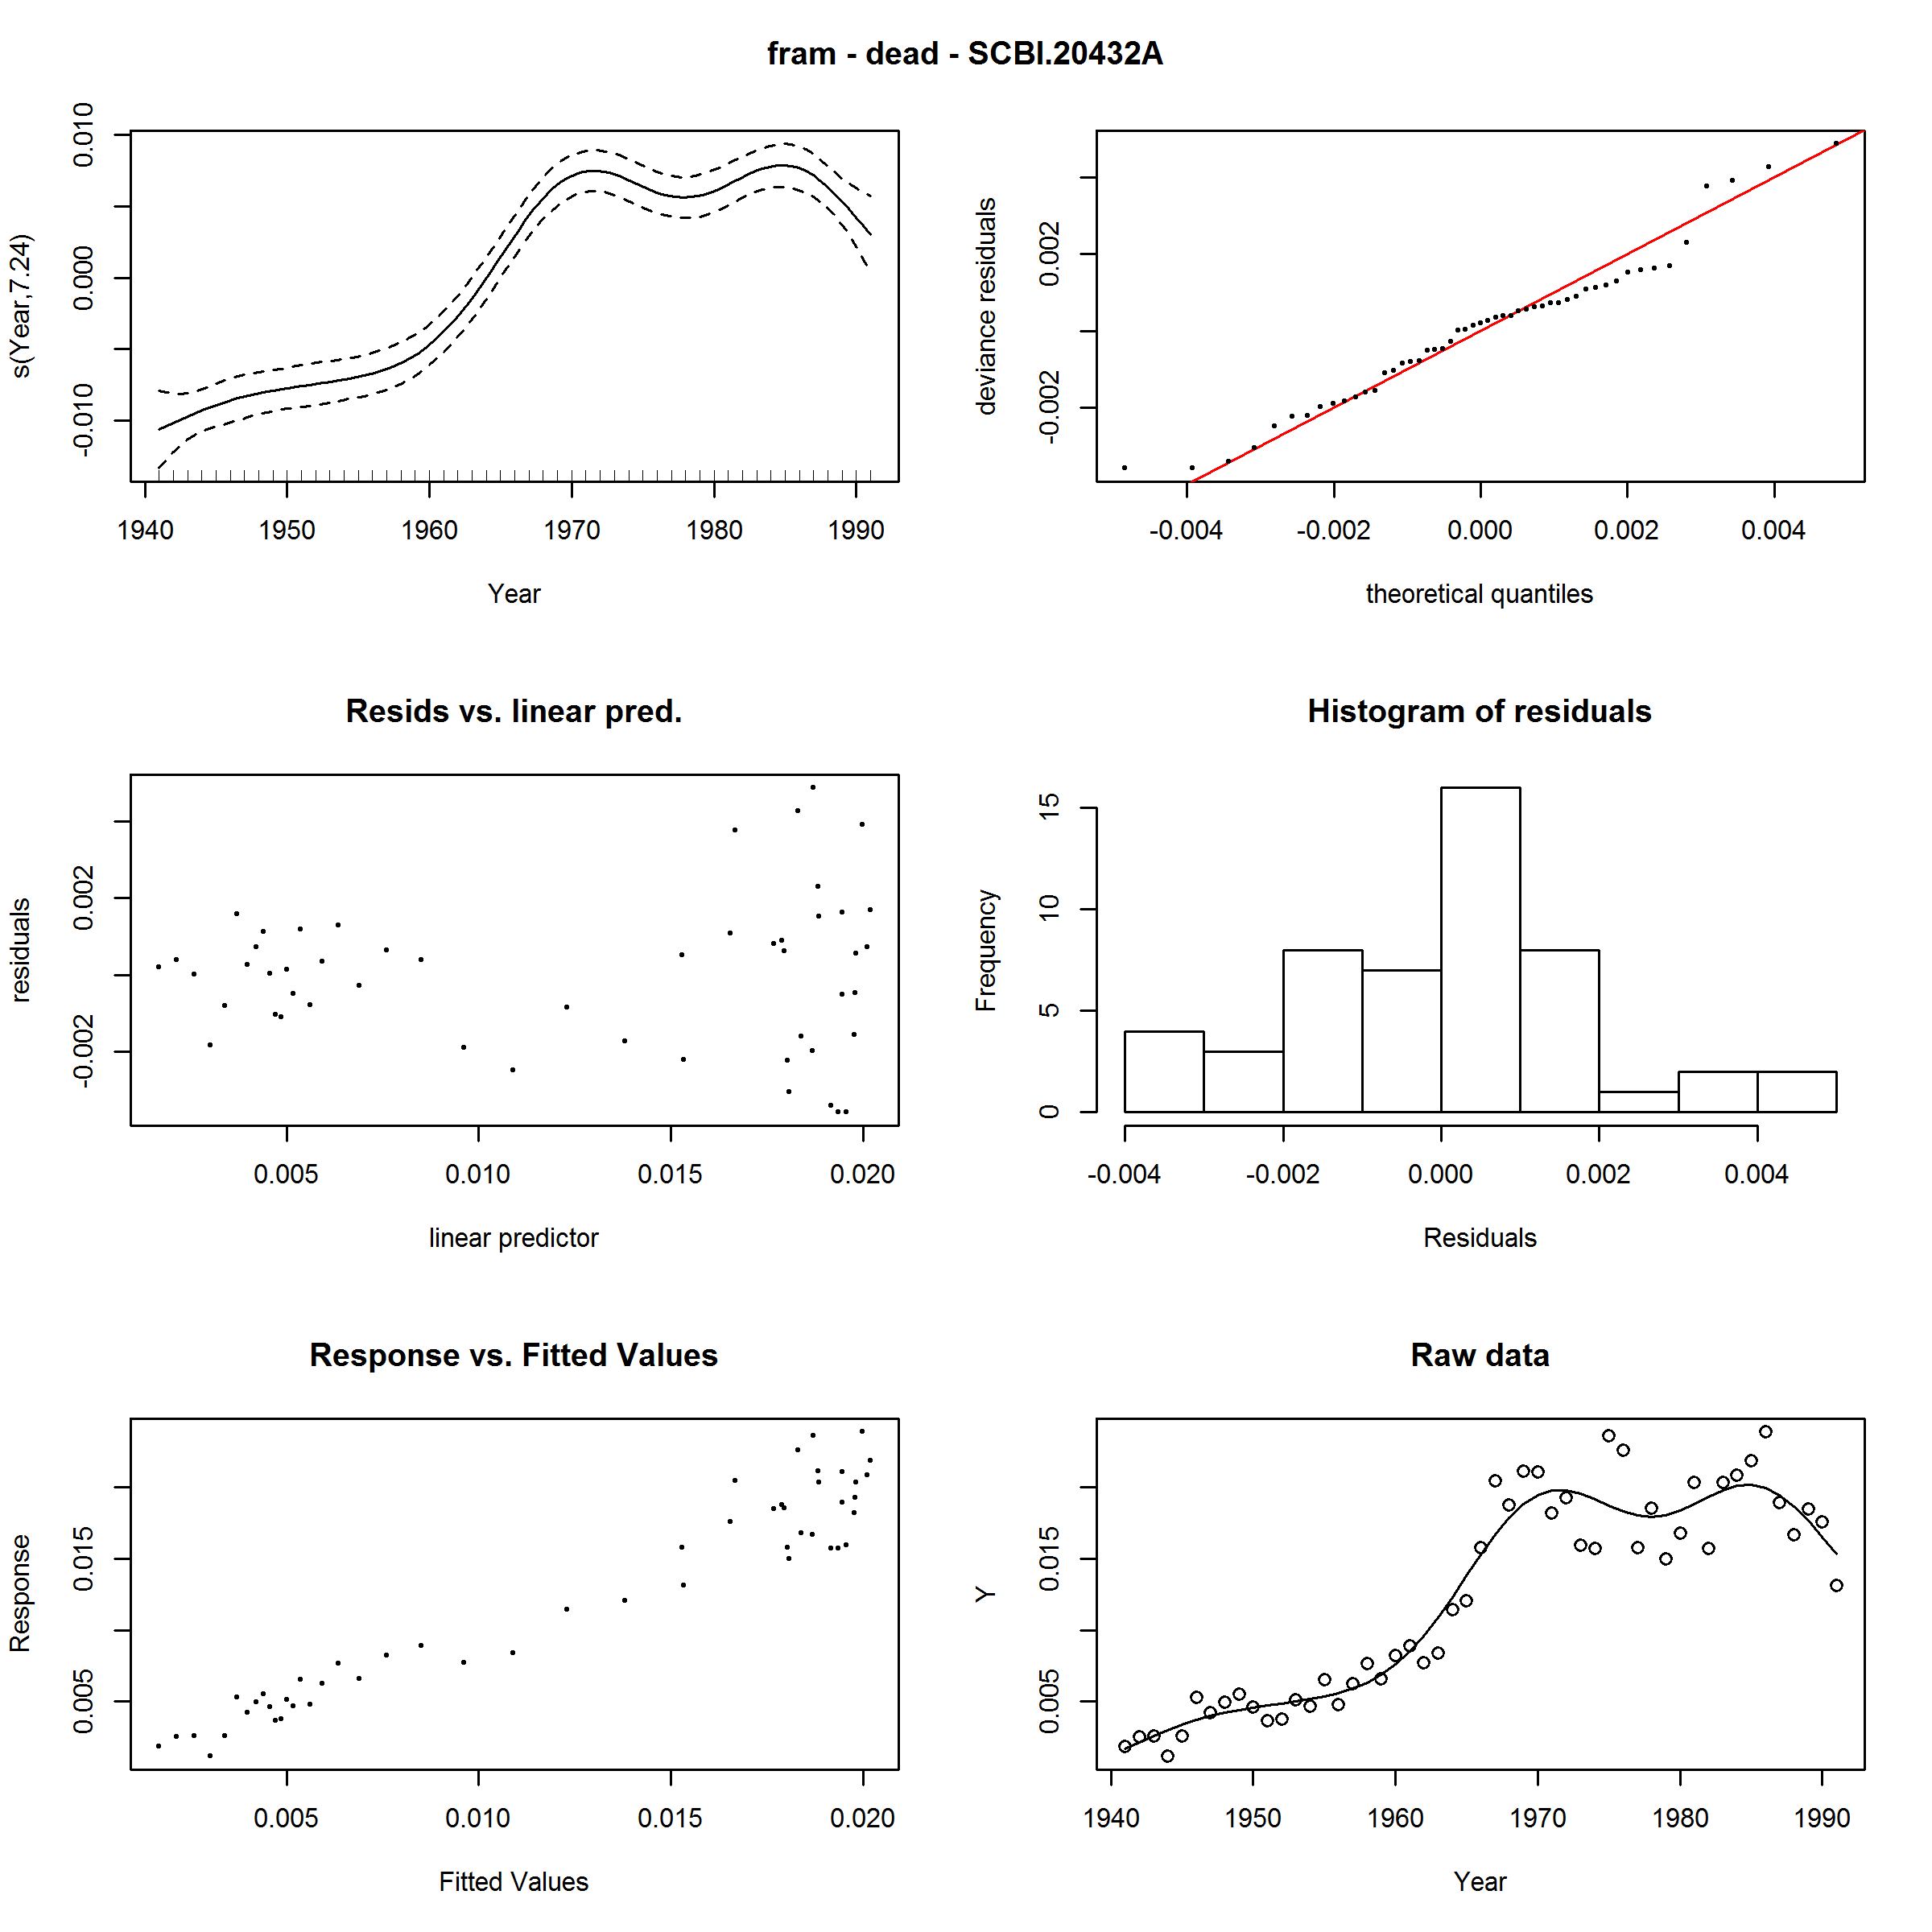 fram - dead - SCBI.20432A
s(Year,7.24)
0.010
0.000
-0.010
1940 1950 1960 1970 1980 1990
Year
deviance residuals
0.002
-0.002
-0.004 -0.002 0.000 0.002 0.004
theoretical quantiles
Resids vs. linear pred.
residuals
0.002
-0.002
0.005 0.010 0.015 0.020
linear predictor
Histogram of residuals
Frequency
15
10
5
0
-0.004 -0.002 0.000 0.002 0.004
Residuals
Response vs. Fitted Values
Response
0.015
0.005
0.005 0.010 0.015 0.020
Fitted Values
Raw data
Y
0.015
0.005
1940 1950 1960 1970 1980 1990
Year